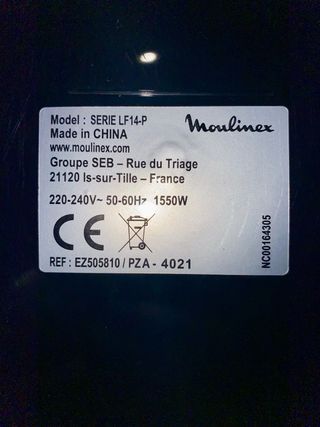 Model : SERIE LF14-P
Moulinex
Made in CHINA
www.moulinex.com
Groupe SEB – Rue du Triage
21120 Is-sur-Tille – France
220-240V~ 50-60Hz 1550W
CE
REF : EZ505810 / PZA - 4021
NC00164305